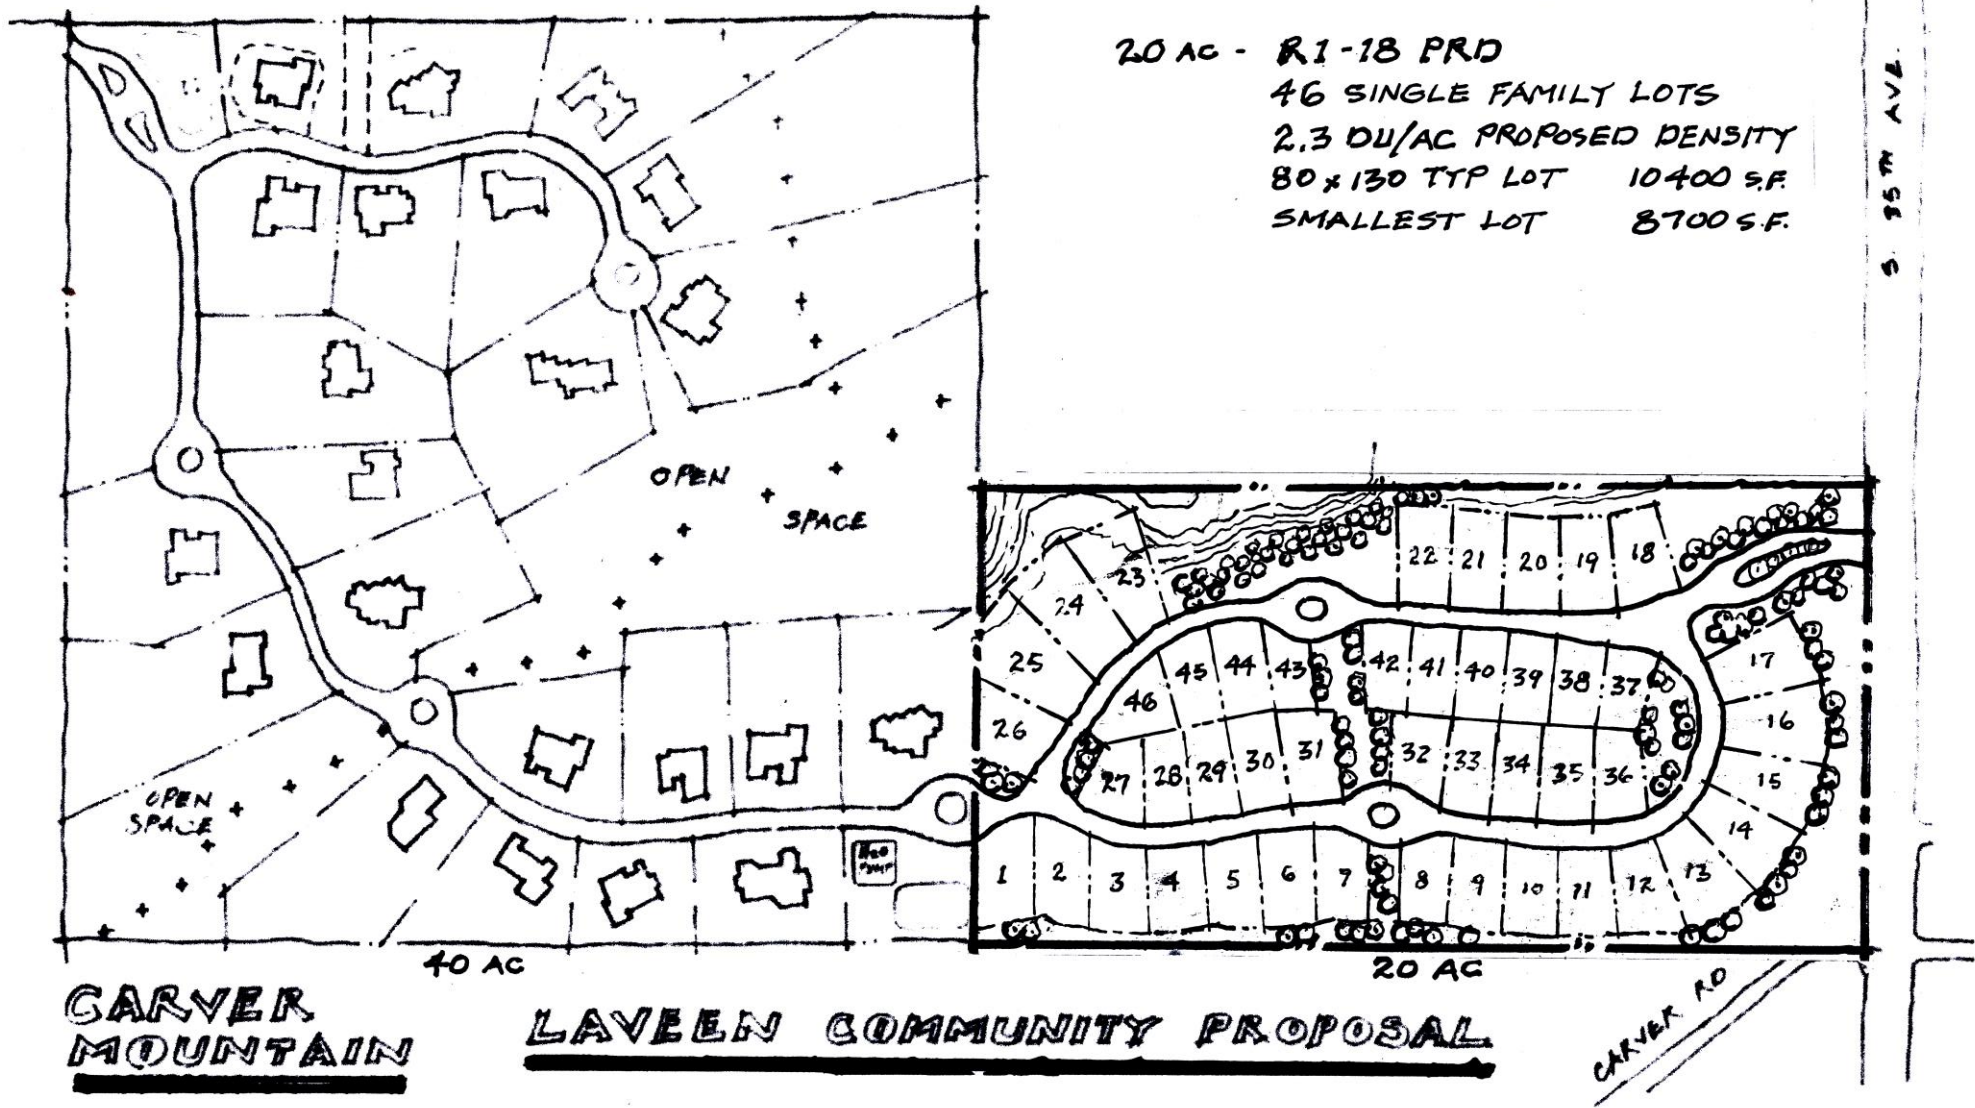 20 AC - R1-18 PRD
46 SINGLE FAMILY LOTS
2.3 DU/AC PROPOSED DENSITY
80 x 130 TYP LOT 10400 S.F.
SMALLEST LOT 8700 S.F.
S 35TH AVE.
OPEN
SPACE
22 21 20 19 18
23
24
25
26
45 44 43 42 41 40 39 38 37
46
17
16
27 28 29 30 31 32 33 34 35 36
15
14
OPEN
SPACE
1 2 3 4 5 6 7 8 9 10 11 12 13
H2O
40 AC
20 AC
CARVER RD
CARVER
MOUNTAIN
LAVEEN COMMUNITY PROPOSAL